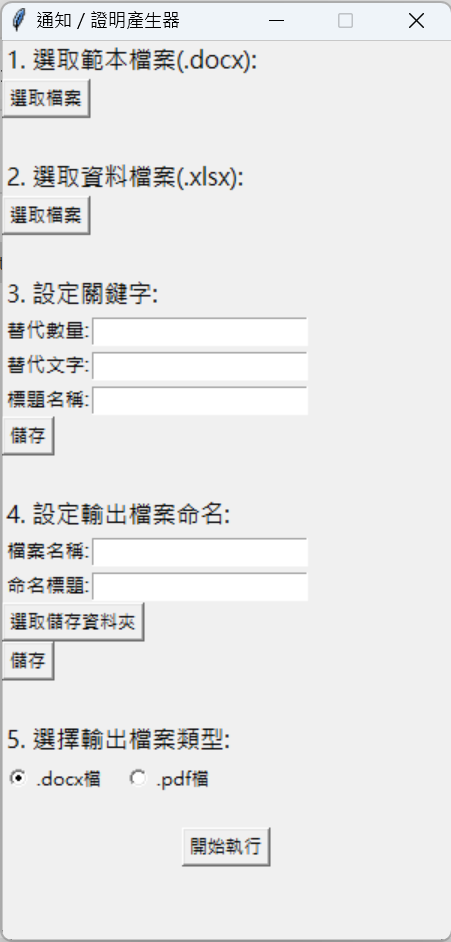 通知 / 證明產生器
1. 選取範本檔案(.docx):
選取檔案
2. 選取資料檔案(.xlsx):
選取檔案
3. 設定關鍵字:
替代數量:
替代文字:
標題名稱:
儲存
4. 設定輸出檔案命名:
檔案名稱:
命名標題:
選取儲存資料夾
儲存
5. 選擇輸出檔案類型:
.docx檔 .pdf檔
開始執行